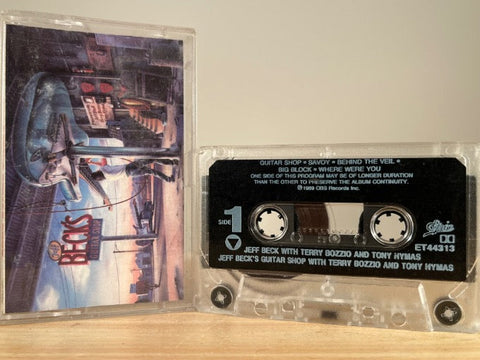 BECK'S
GUITAR SHOP • SAVOY • BEHIND THE VEIL •
BIG BLOCK • WHERE WERE YOU
ONE SIDE OF THIS PROGRAM MAY BE OF LONGER DURATION
THAN THE OTHER TO PRESERVE THE ALBUM CONTINUITY.
℗1989 CBS Records Inc.
SIDE 1
Epic
ET44313
JEFF BECK WITH TERRY BOZZIO AND TONY HYMAS
JEFF BECK'S GUITAR SHOP WITH TERRY BOZZIO AND TONY HYMAS